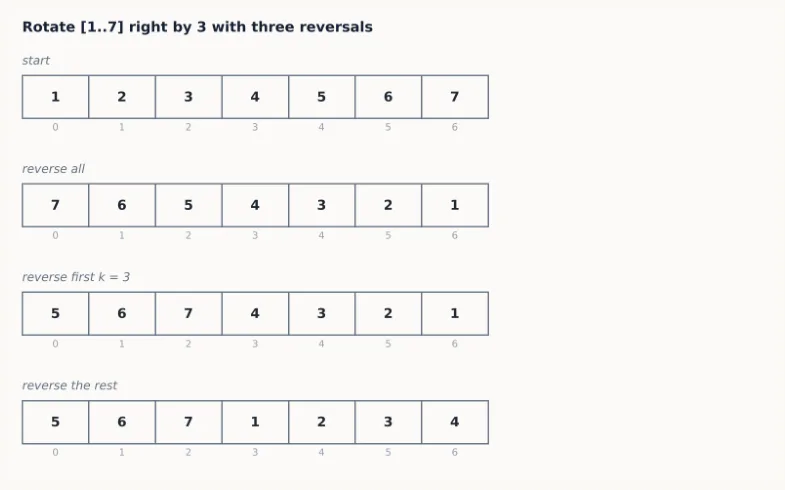 Rotate [1..7] right by 3 with three reversals
start
1 2 3 4 5 6 7
0 1 2 3 4 5 6
reverse all
7 6 5 4 3 2 1
0 1 2 3 4 5 6
reverse first k = 3
5 6 7 4 3 2 1
0 1 2 3 4 5 6
reverse the rest
5 6 7 1 2 3 4
0 1 2 3 4 5 6